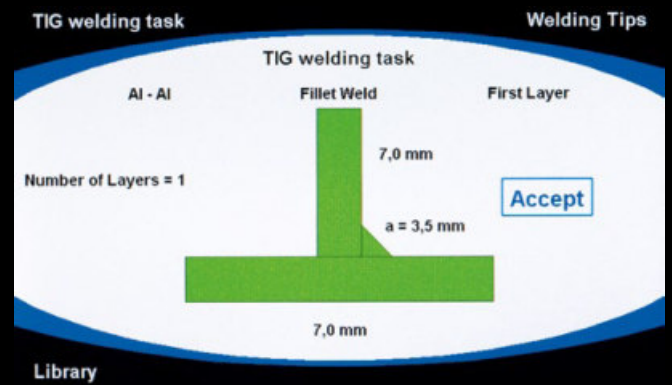 TIG welding task
Welding Tips
TIG welding task
Al - Al
Fillet Weld
First Layer
7,0 mm
Number of Layers = 1
Accept
a = 3,5 mm
7,0 mm
Library